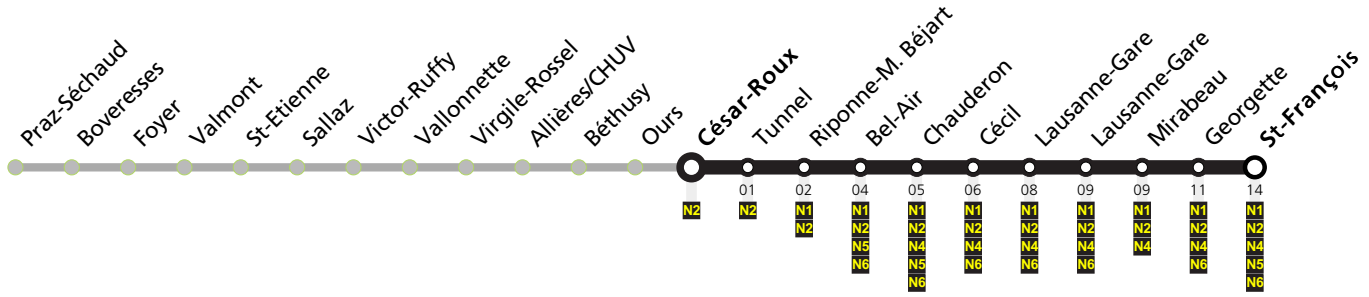 Praz-Séchaud
Boveresses
Foyer
Valmont
St-Etienne
Sallaz
Victor-Ruffy
Vallonnette
Virgile-Rossel
Allières/CHUV
Béthusy
Ours
César-Roux
Tunnel
Riponne-M. Béjart
Bel-Air
Chauderon
Cécil
Lausanne-Gare
Lausanne-Gare
Mirabeau
Georgette
St-François
01 02 04 05 06 08 09 09 11 14
N2 N2 N1 N1 N1 N1 N1 N1 N1 N1 N1
N2 N2 N2 N2 N2 N2 N2 N2 N2
N5 N4 N4 N4 N4 N4 N4 N4
N6 N5 N6 N6 N6 N6 N5
N6 N6